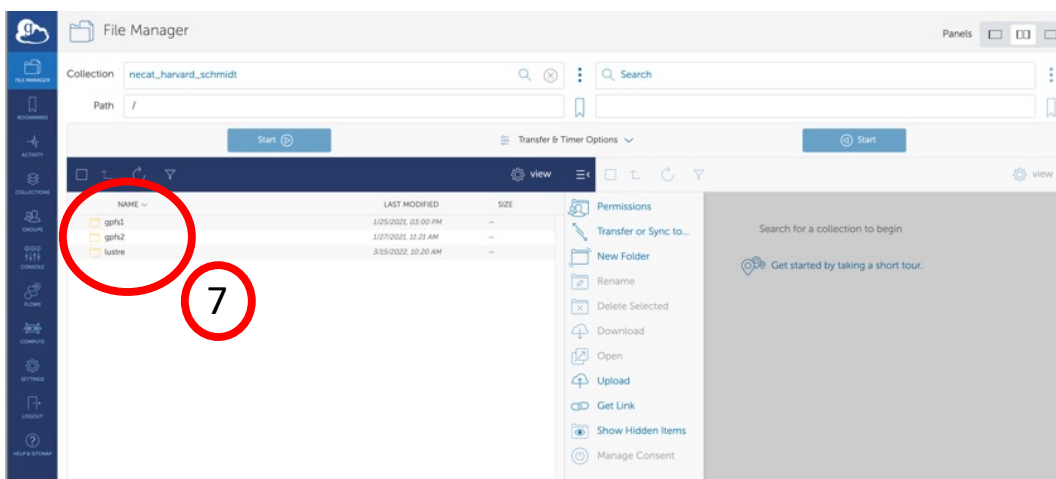 File Manager
Panels
FILE MANAGER
BOOKMARKS
ACTIVITY
COLLECTIONS
GROUPS
CONSOLE
FLOWS
COMPUTE
SETTINGS
LOGOUT
HELP & SITEMAP
Collection necat_harvard_schmidt
Search
Path /
Start
Transfer & Timer Options
Start
view
view
NAME LAST MODIFIED SIZE
gpfs1 1/25/2021, 03:00 PM —
gpfs2 1/27/2021, 11:21 AM —
lustre 3/15/2022, 10:20 AM —
7
Permissions
Transfer or Sync to...
New Folder
Rename
Delete Selected
Download
Open
Upload
Get Link
Show Hidden Items
Manage Consent
Search for a collection to begin
Get started by taking a short tour.